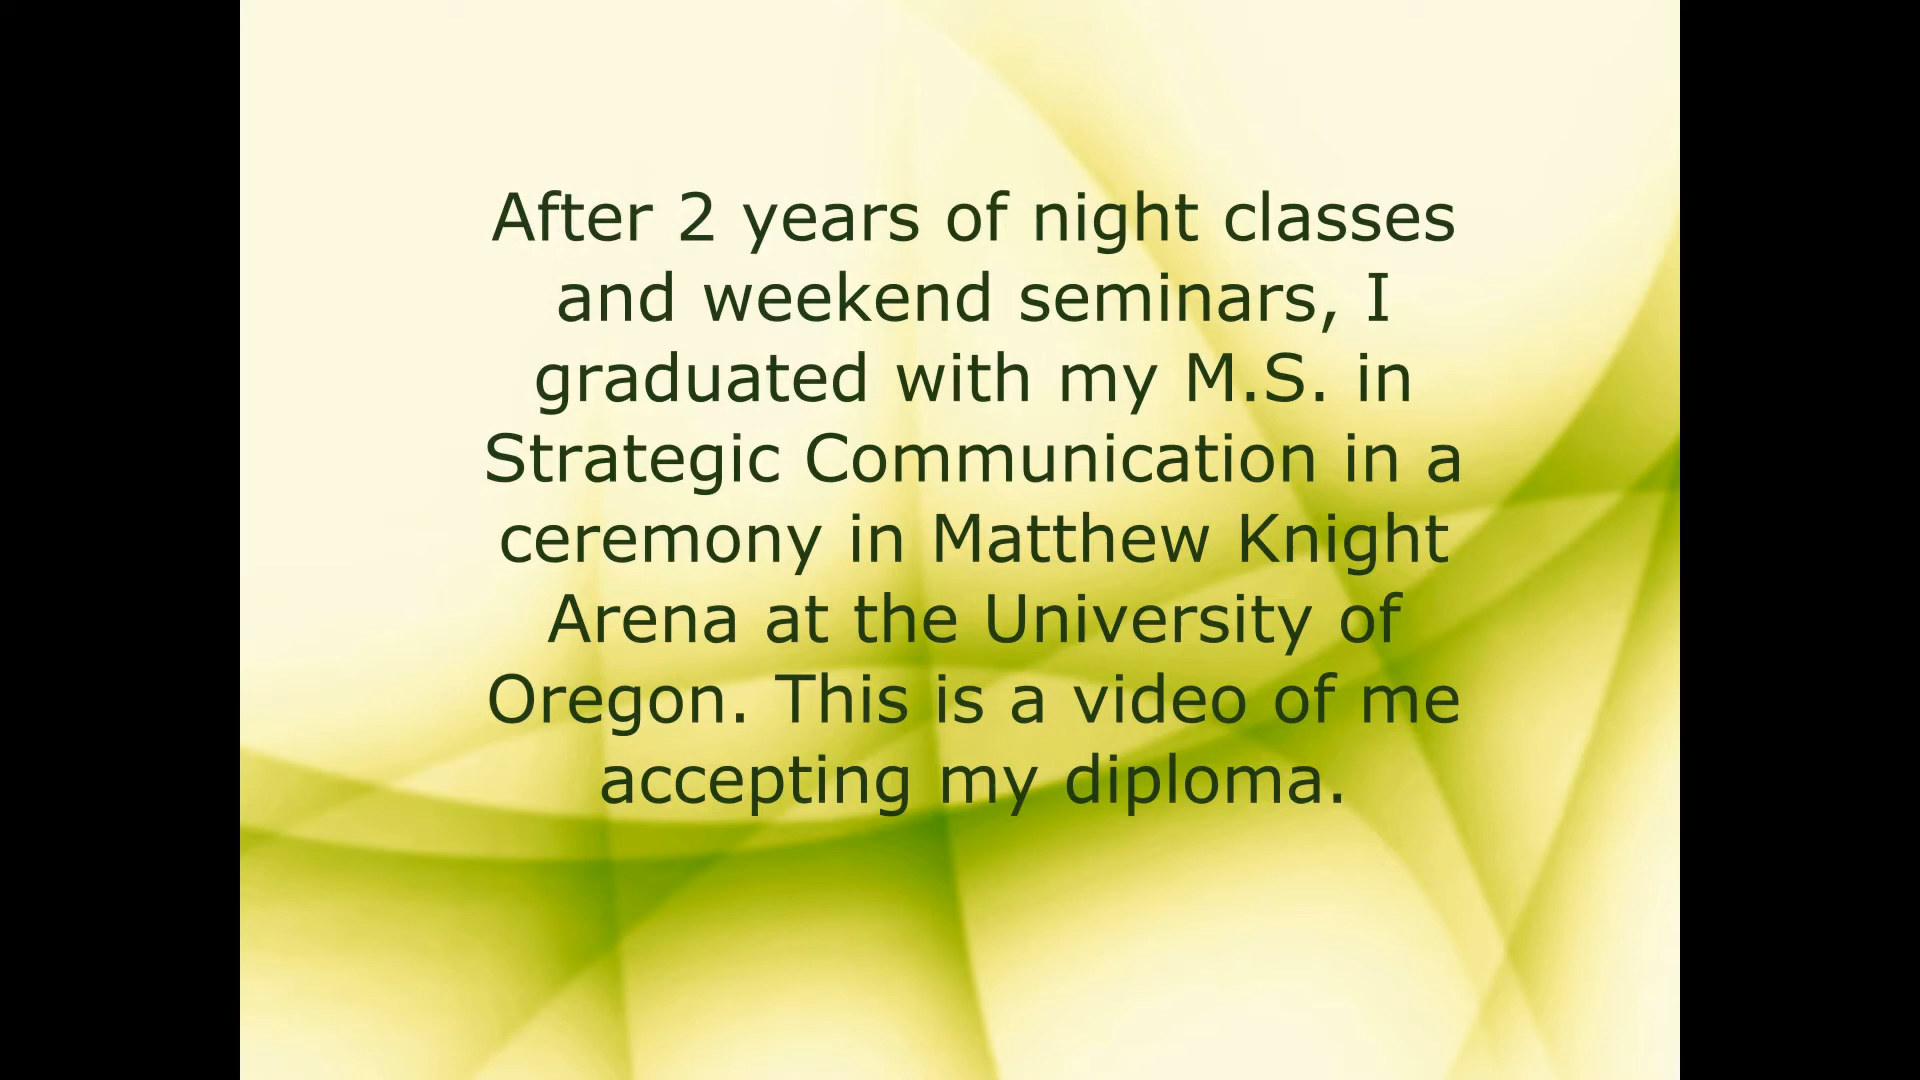 After 2 years of night classes
and weekend seminars, I
graduated with my M.S. in
Strategic Communication in a
ceremony in Matthew Knight
Arena at the University of
Oregon. This is a video of me
accepting my diploma.